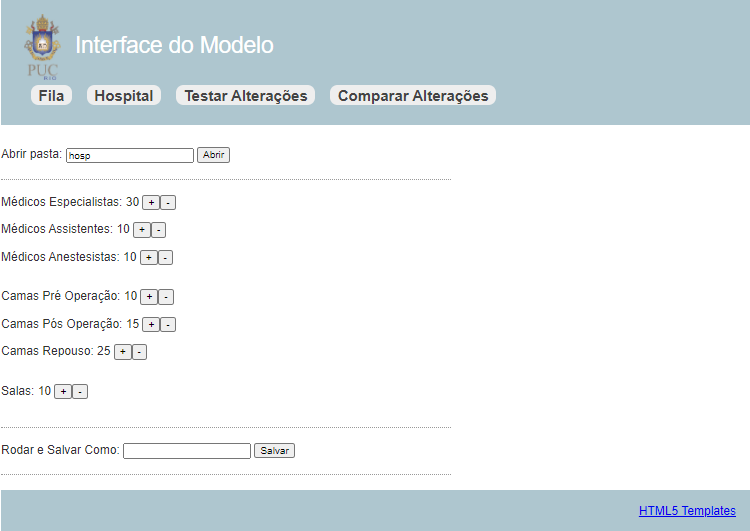 Interface do Modelo
PUC
RIO
Fila Hospital Testar Alterações Comparar Alterações
Abrir pasta: hosp Abrir
Médicos Especialistas: 30 + -
Médicos Assistentes: 10 + -
Médicos Anestesistas: 10 + -
Camas Pré Operação: 10 + -
Camas Pós Operação: 15 + -
Camas Repouso: 25 + -
Salas: 10 + -
Rodar e Salvar Como: Salvar
HTML5 Templates